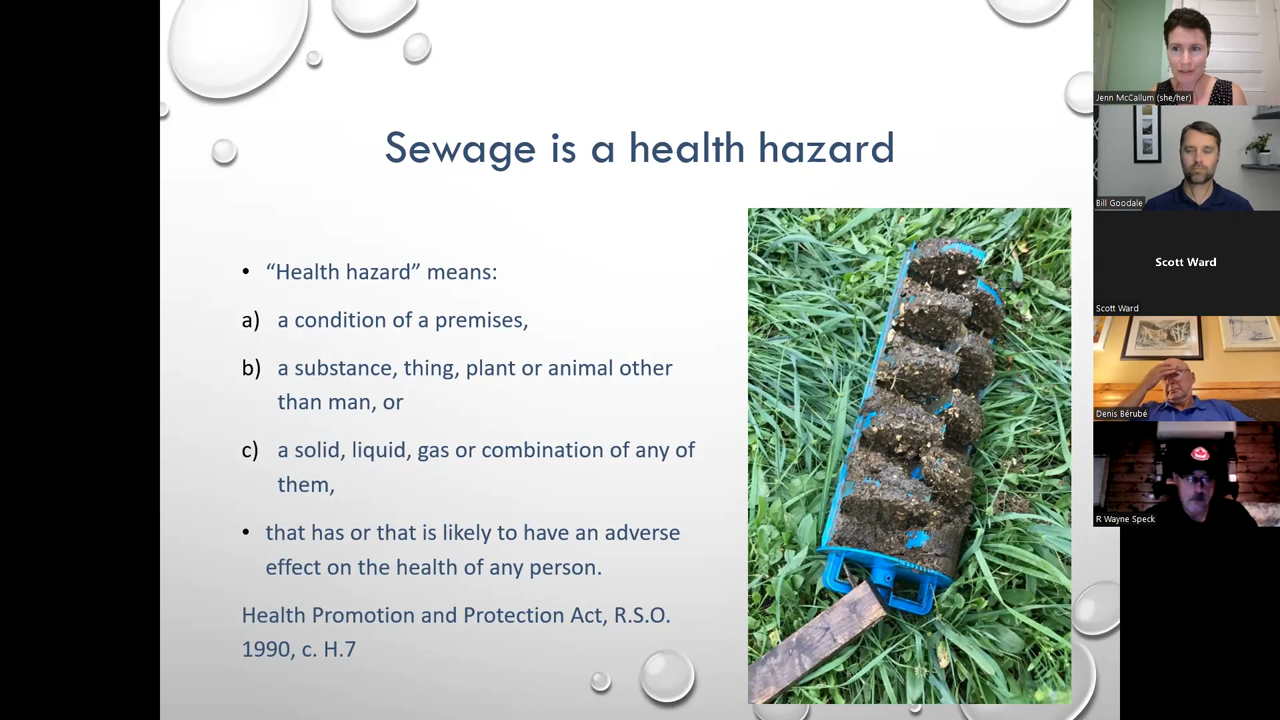 Sewage is a health hazard
• “Health hazard” means:
a) a condition of a premises,
b) a substance, thing, plant or animal other
than man, or
c) a solid, liquid, gas or combination of any of
them,
• that has or that is likely to have an adverse
effect on the health of any person.
Health Promotion and Protection Act, R.S.O.
1990, c. H.7
Jenn McCallum (she/her)
Bill Goodale
Scott Ward
Scott Ward
Denis Bérubé
R Wayne Speck